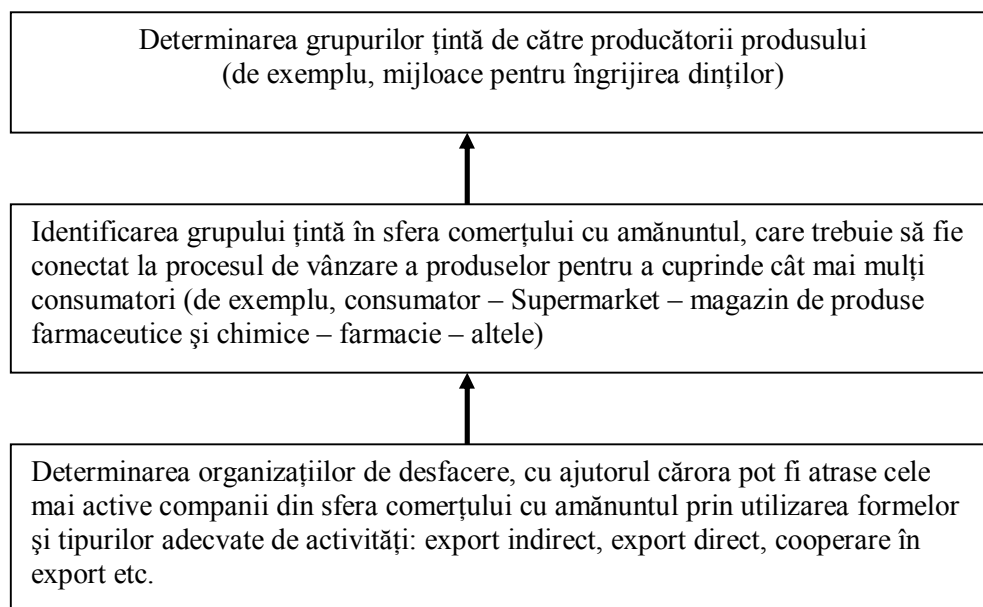 Determinarea grupurilor țintă de către producătorii produsului
(de exemplu, mijloace pentru îngrijirea dinților)
Identificarea grupului țintă în sfera comerțului cu amănuntul, care trebuie să fie
conectat la procesul de vânzare a produselor pentru a cuprinde cât mai mulți
consumatori (de exemplu, consumator – Supermarket – magazin de produse
farmaceutice şi chimice – farmacie – altele)
Determinarea organizațiilor de desfacere, cu ajutorul cărora pot fi atrase cele
mai active companii din sfera comerțului cu amănuntul prin utilizarea formelor
şi tipurilor adecvate de activități: export indirect, export direct, cooperare în
export etc.